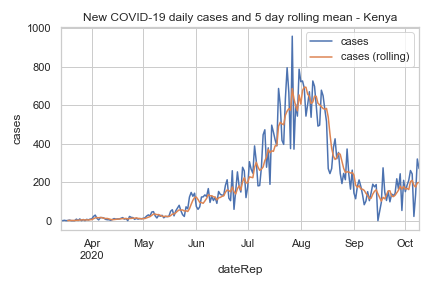 New COVID-19 daily cases and 5 day rolling mean - Kenya
cases
cases (rolling)
1000
800
600
400
200
0
cases
Apr
2020
May
Jun
Jul
Aug
Sep
Oct
dateRep